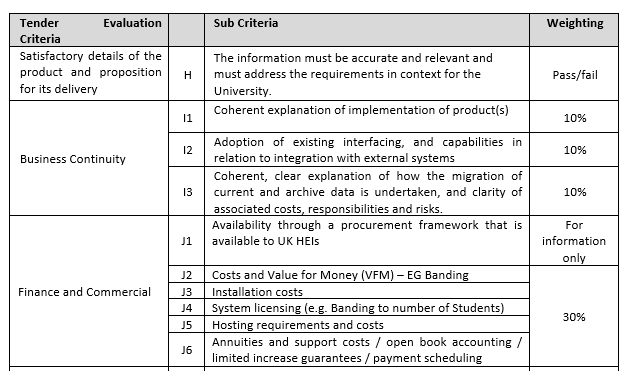 Tender Evaluation Criteria
Sub Criteria
Weighting
Satisfactory details of the
product and proposition
for its delivery
H
The information must be accurate and relevant and
must address the requirements in context for the
University.
Pass/fail
Business Continuity
I1
Coherent explanation of implementation of product(s)
10%
I2
Adoption of existing interfacing, and capabilities in
relation to integration with external systems
10%
I3
Coherent, clear explanation of how the migration of
current and archive data is undertaken, and clarity of
associated costs, responsibilities and risks.
10%
Finance and Commercial
J1
Availability through a procurement framework that is
available to UK HEIs
For
information
only
J2
Costs and Value for Money (VFM) – EG Banding
J3
Installation costs
J4
System licensing (e.g. Banding to number of Students)
J5
Hosting requirements and costs
J6
Annuities and support costs / open book accounting /
limited increase guarantees / payment scheduling
30%